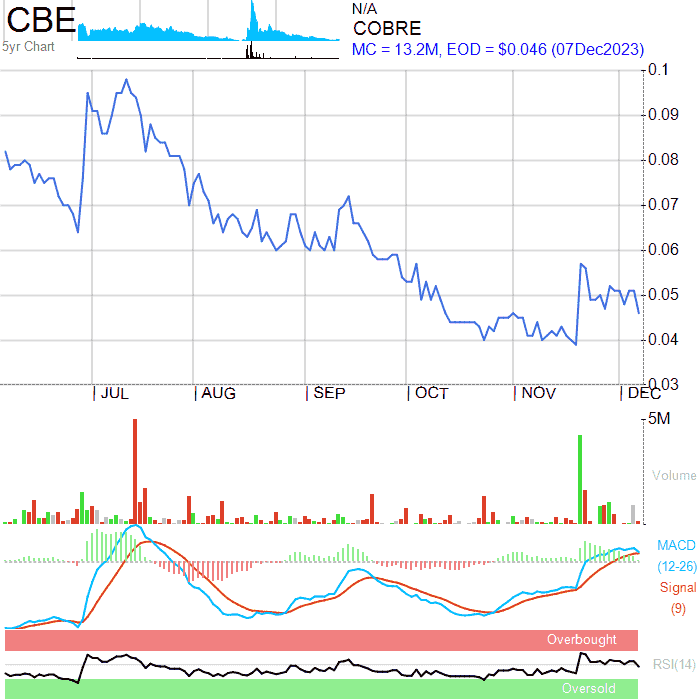 CBE
5yr Chart
N/A
COBRE
MC = 13.2M, EOD = $0.046 (07Dec2023)
0.1
0.09
0.08
0.07
0.06
0.05
0.04
0.03
JUL AUG SEP OCT NOV DEC
5M
Volume
MACD
(12-26)
Signal
(9)
Overbought
RSI(14)
Oversold